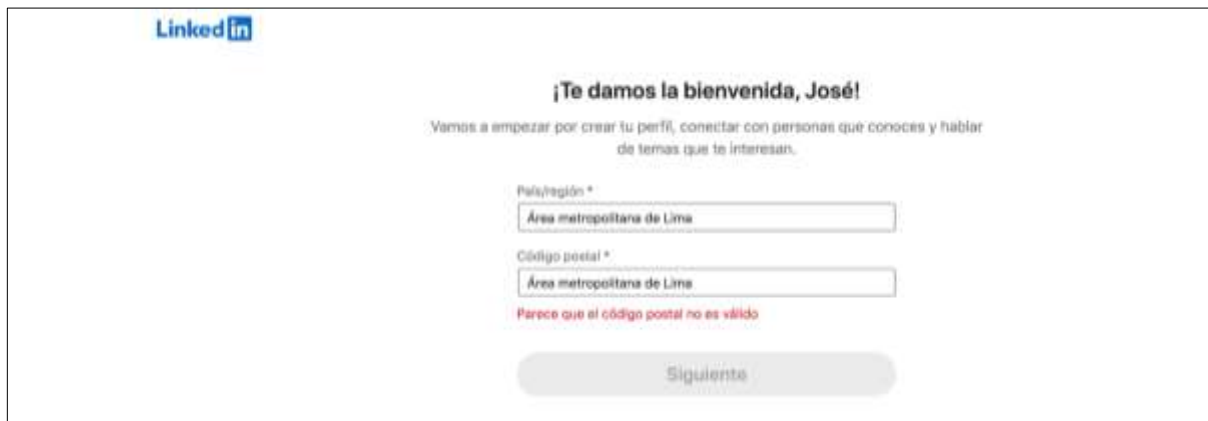 LinkedIn
¡Te damos la bienvenida, José!
Vamos a empezar por crear tu perfil, conectar con personas que conoces y hablar
de temas que te interesan.
País/región *
Área metropolitana de Lima
Código postal *
Área metropolitana de Lima
Parece que el código postal no es válido
Siguiente